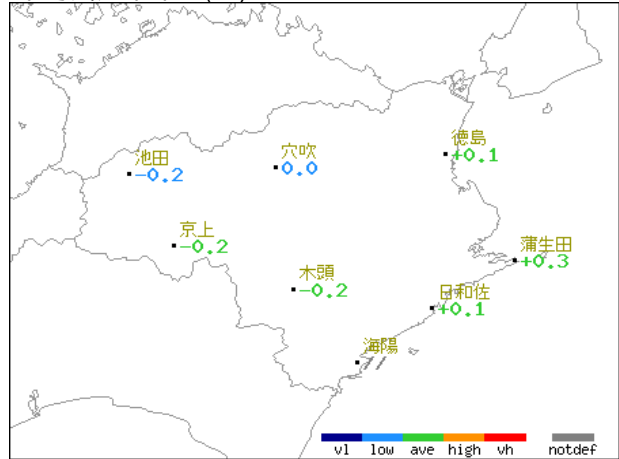 徳島
+0.1
穴吹
0.0
池田
-0.2
京上
-0.2
蒲生田
+0.3
木頭
-0.2
日和佐
+0.1
海陽
//
vl low ave high vh notdef